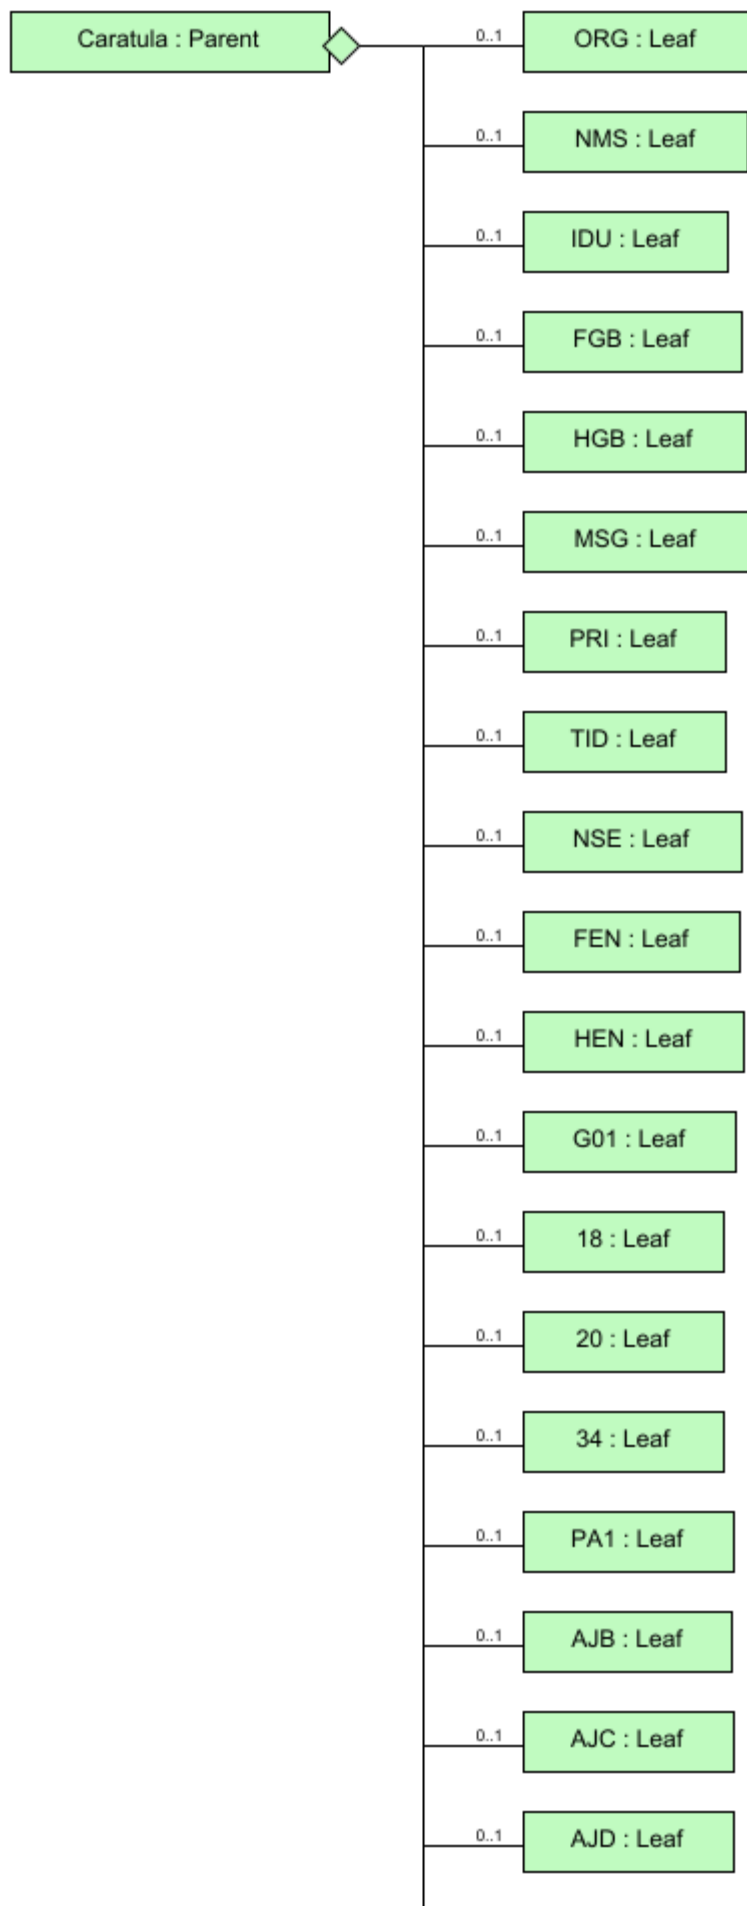 Caratula : Parent
0..1
ORG : Leaf
0..1
NMS : Leaf
0..1
IDU : Leaf
0..1
FGB : Leaf
0..1
HGB : Leaf
0..1
MSG : Leaf
0..1
PRI : Leaf
0..1
TID : Leaf
0..1
NSE : Leaf
0..1
FEN : Leaf
0..1
HEN : Leaf
0..1
G01 : Leaf
0..1
18 : Leaf
0..1
20 : Leaf
0..1
34 : Leaf
0..1
PA1 : Leaf
0..1
AJB : Leaf
0..1
AJC : Leaf
0..1
AJD : Leaf